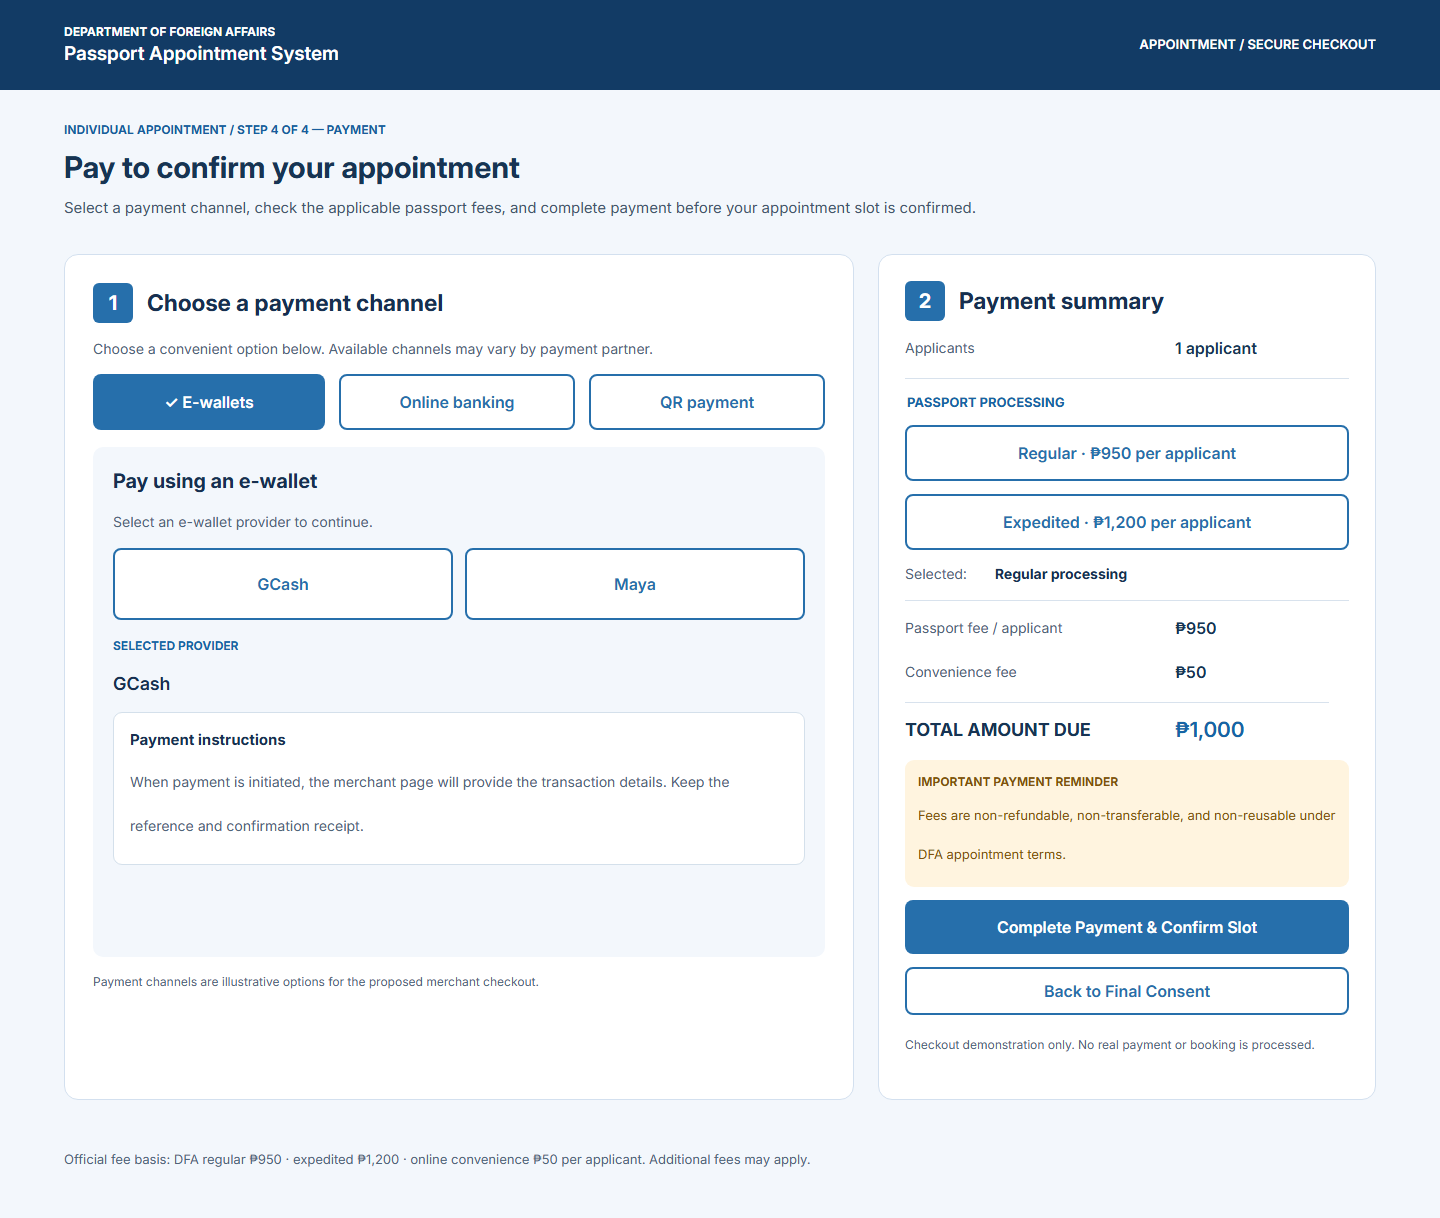 DEPARTMENT OF FOREIGN AFFAIRS
Passport Appointment System
APPOINTMENT / SECURE CHECKOUT
INDIVIDUAL APPOINTMENT / STEP 4 OF 4 — PAYMENT
Pay to confirm your appointment
Select a payment channel, check the applicable passport fees, and complete payment before your appointment slot is confirmed.
1 Choose a payment channel
Choose a convenient option below. Available channels may vary by payment partner.
✓ E-wallets
Online banking
QR payment
Pay using an e-wallet
Select an e-wallet provider to continue.
GCash
Maya
SELECTED PROVIDER
GCash
Payment instructions
When payment is initiated, the merchant page will provide the transaction details. Keep the
reference and confirmation receipt.
Payment channels are illustrative options for the proposed merchant checkout.
2 Payment summary
Applicants 1 applicant
PASSPORT PROCESSING
Regular · ₱950 per applicant
Expedited · ₱1,200 per applicant
Selected: Regular processing
Passport fee / applicant ₱950
Convenience fee ₱50
TOTAL AMOUNT DUE ₱1,000
IMPORTANT PAYMENT REMINDER
Fees are non-refundable, non-transferable, and non-reusable under
DFA appointment terms.
Complete Payment & Confirm Slot
Back to Final Consent
Checkout demonstration only. No real payment or booking is processed.
Official fee basis: DFA regular ₱950 · expedited ₱1,200 · online convenience ₱50 per applicant. Additional fees may apply.